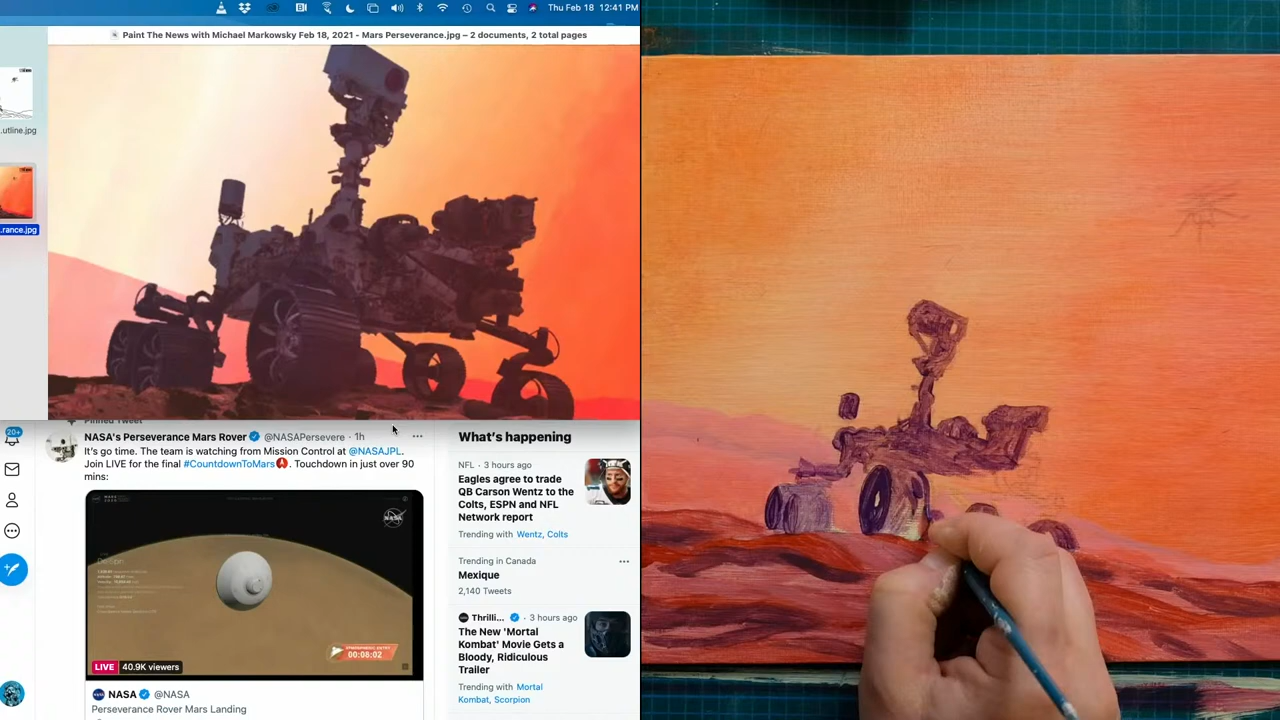 Thu Feb 18 12:41 PM
Paint The News with Michael Markowsky Feb 18, 2021 - Mars Perseverance.jpg – 2 documents, 2 total pages
..utline.jpg
..rance.jpg
Pinned Tweet
20+
NASA's Perseverance Mars Rover @NASAPersevere · 1h
It's go time. The team is watching from Mission Control at @NASAJPL.
Join LIVE for the final #CountdownToMars. Touchdown in just over 90
mins:
NASA
00:08:02
LIVE 40.9K viewers
NASA @NASA
Perseverance Rover Mars Landing
What's happening
NFL · 3 hours ago
Eagles agree to trade
QB Carson Wentz to the
Colts, ESPN and NFL
Network report
Trending with Wentz, Colts
Trending in Canada
Mexique
2,140 Tweets
Thrilli... · 3 hours ago
The New 'Mortal
Kombat' Movie Gets a
Bloody, Ridiculous
Trailer
Trending with Mortal
Kombat, Scorpion